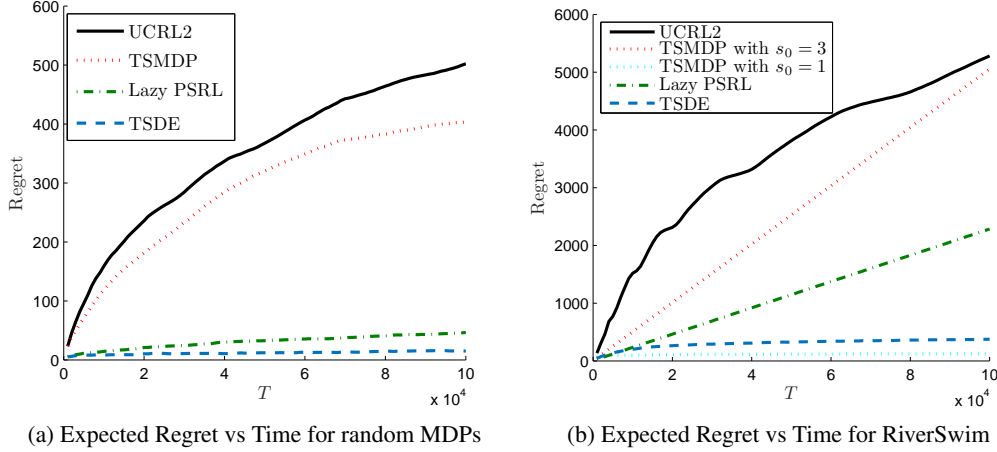 600
500
400
300
200
100
0
Regret
UCRL2
TSMDP
Lazy PSRL
TSDE
0 2 4 6 8 10
x 10^4
T
(a) Expected Regret vs Time for random MDPs
6000
5000
4000
3000
2000
1000
0
Regret
UCRL2
TSMDP with s_0 = 3
TSMDP with s_0 = 1
Lazy PSRL
TSDE
0 2 4 6 8 10
x 10^4
T
(b) Expected Regret vs Time for RiverSwim